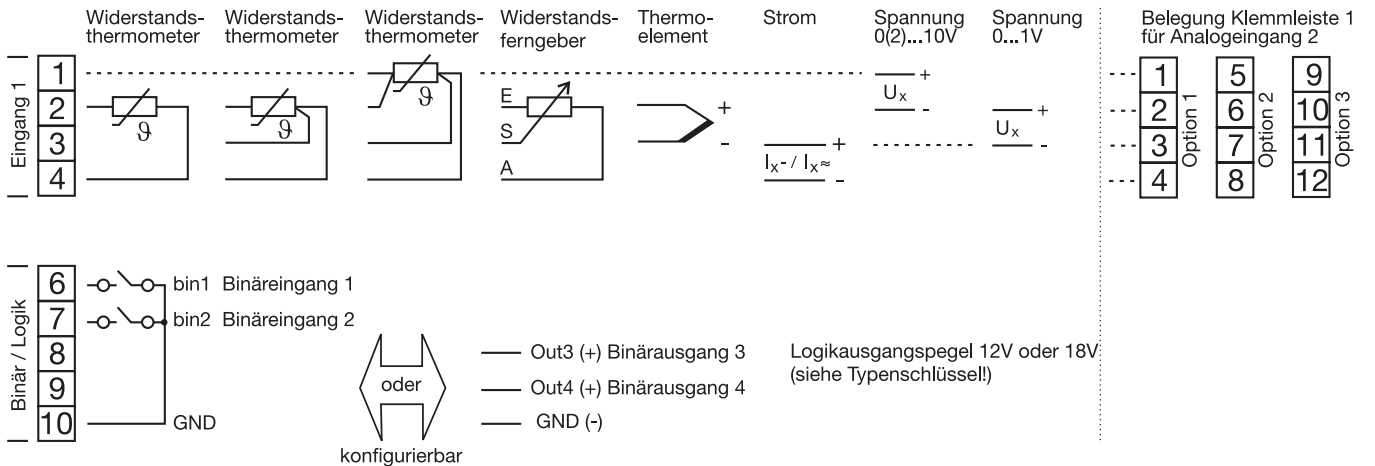 Widerstands-
thermometer
Widerstands-
thermometer
Widerstands-
thermometer
Widerstands-
ferngeber
Thermo-
element
Strom
Spannung
0(2)...10V
Spannung
0...1V
Belegung Klemmleiste 1
für Analogeingang 2
Eingang 1
1
2
3
4
ϑ
ϑ
ϑ
E
S
A
+
-
+
Ix- / Ix≈
-
+
Ux
-
+
Ux
-
1
2
3
4
Option 1
5
6
7
8
Option 2
9
10
11
12
Option 3
Binär / Logik
6
7
8
9
10
bin1 Binäreingang 1
bin2 Binäreingang 2
GND
oder
konfigurierbar
Out3 (+) Binärausgang 3
Out4 (+) Binärausgang 4
GND (-)
Logikausgangspegel 12V oder 18V
(siehe Typenschlüssel!)